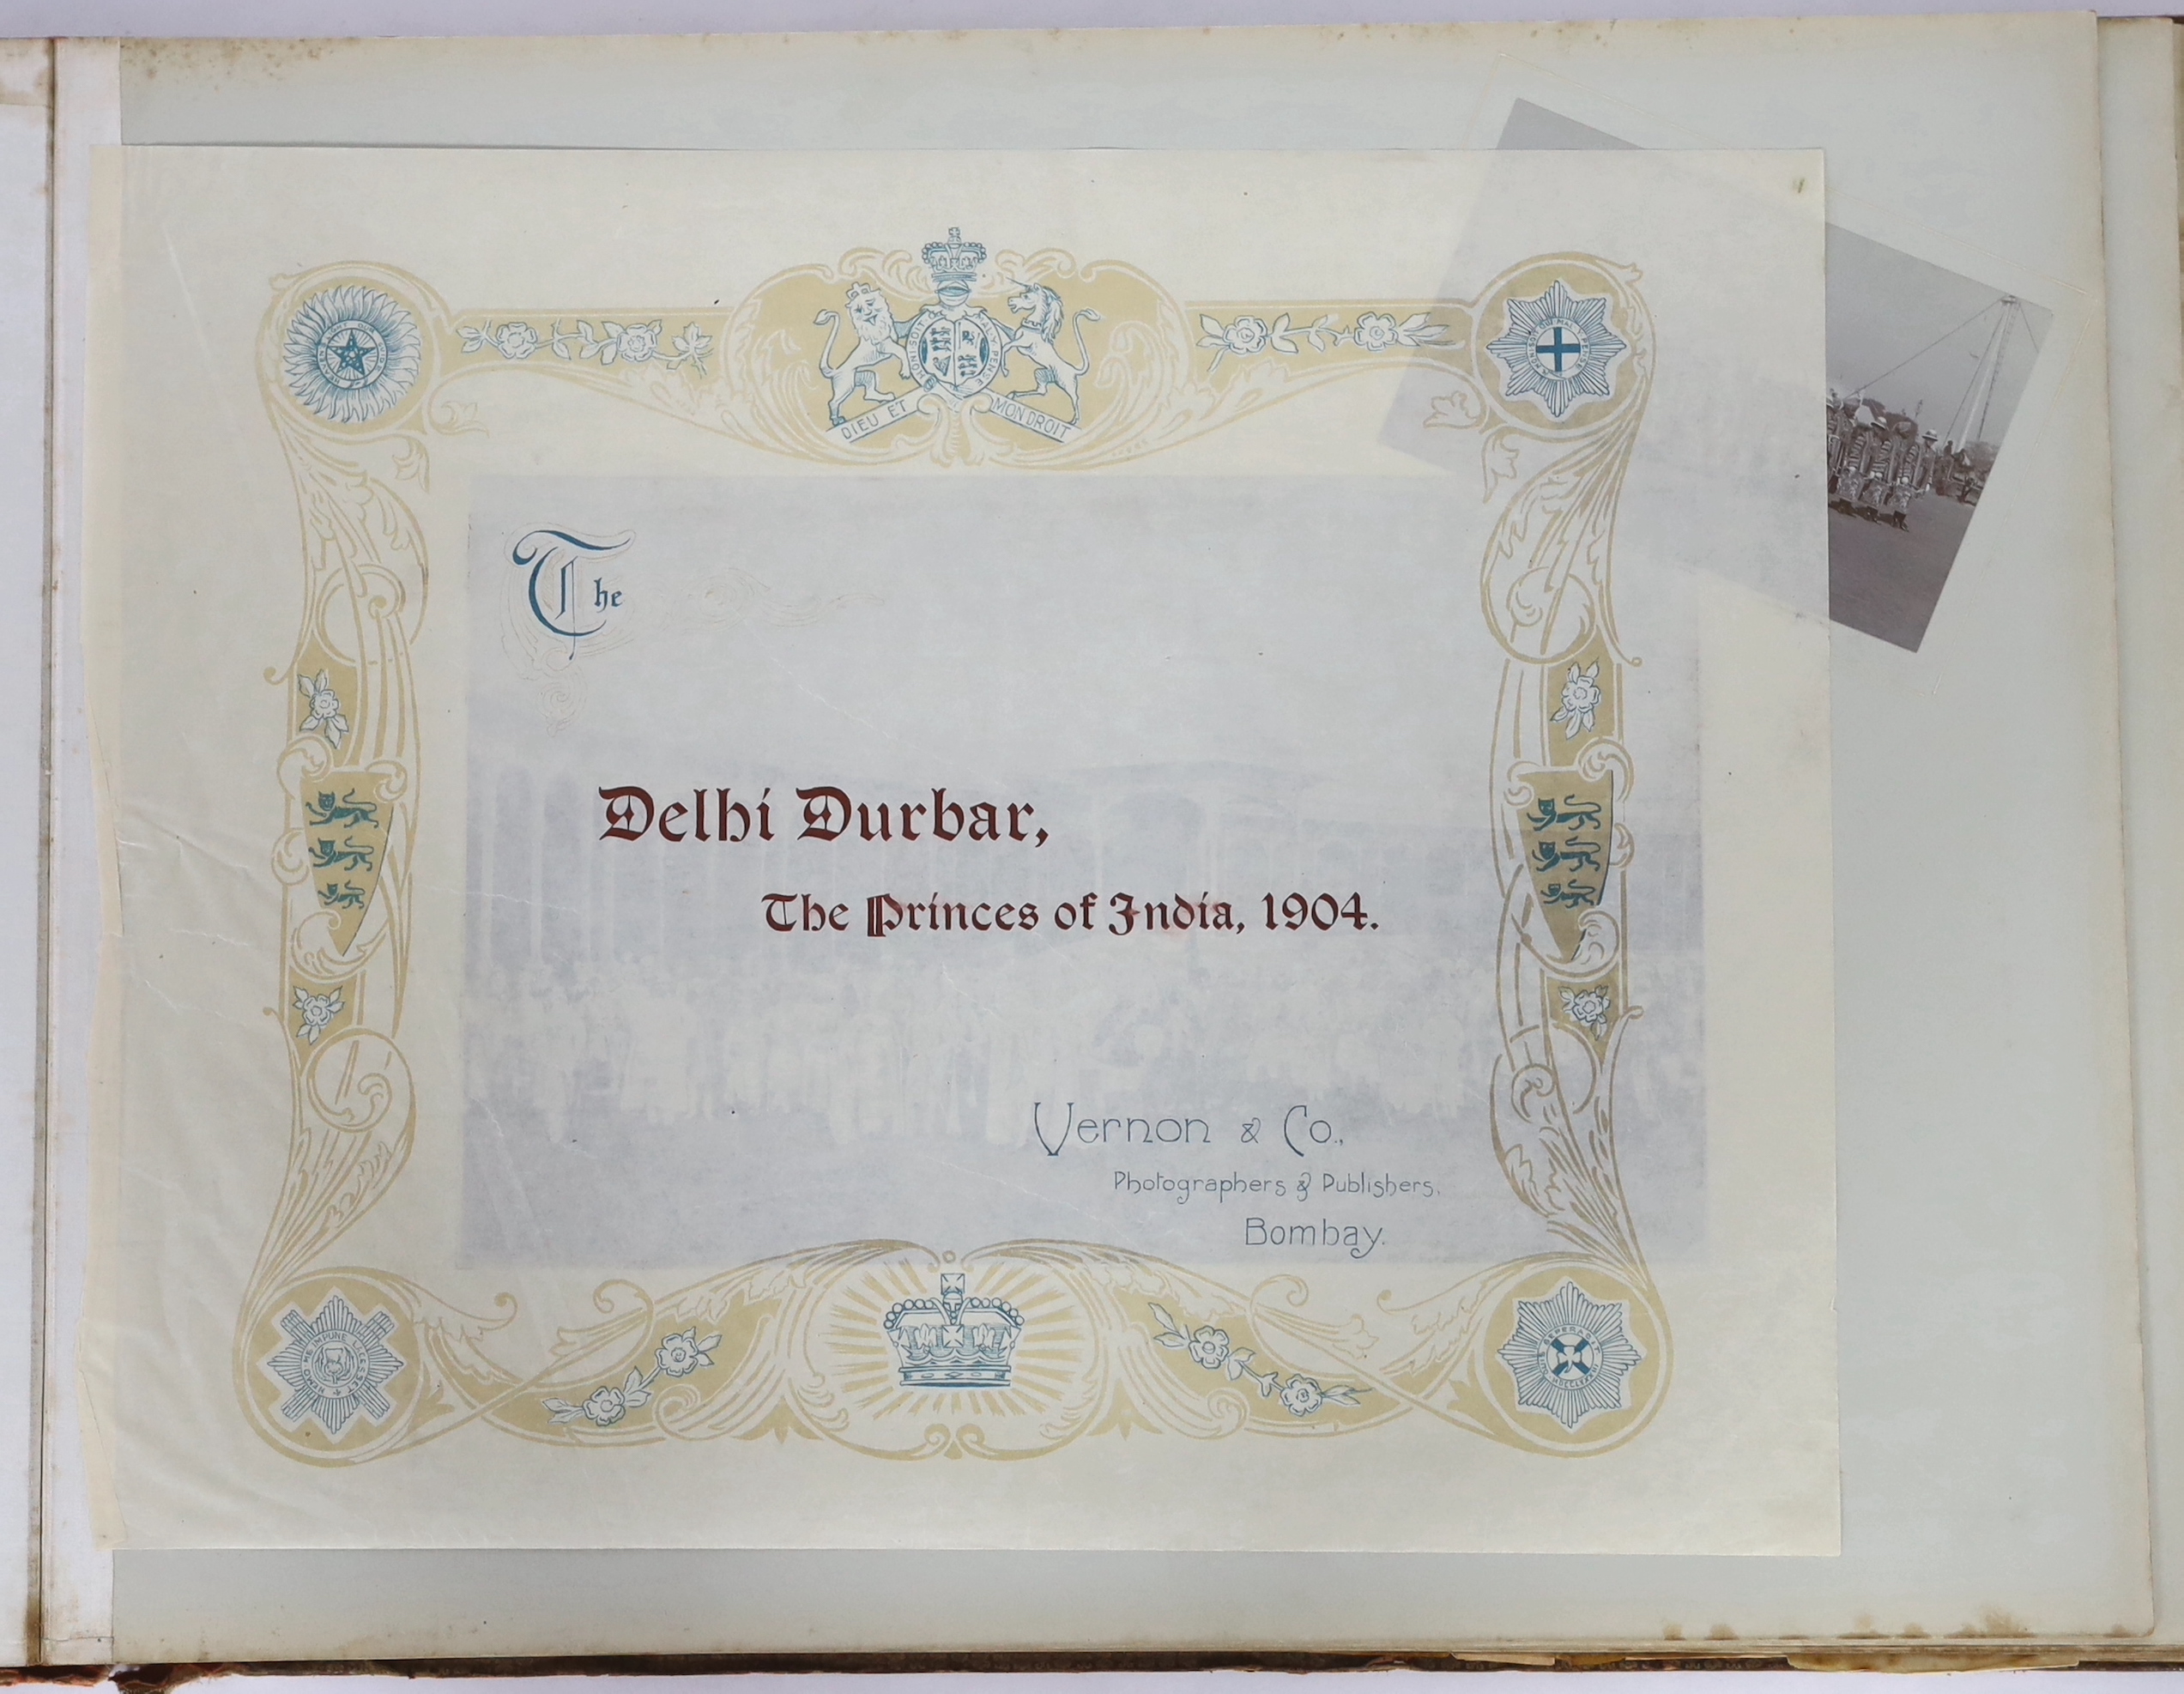 DIEU ET MON DROIT
The
Delhi Durbar,
The Princes of India, 1904.
Vernon & Co.,
Photographers & Publishers,
Bombay.